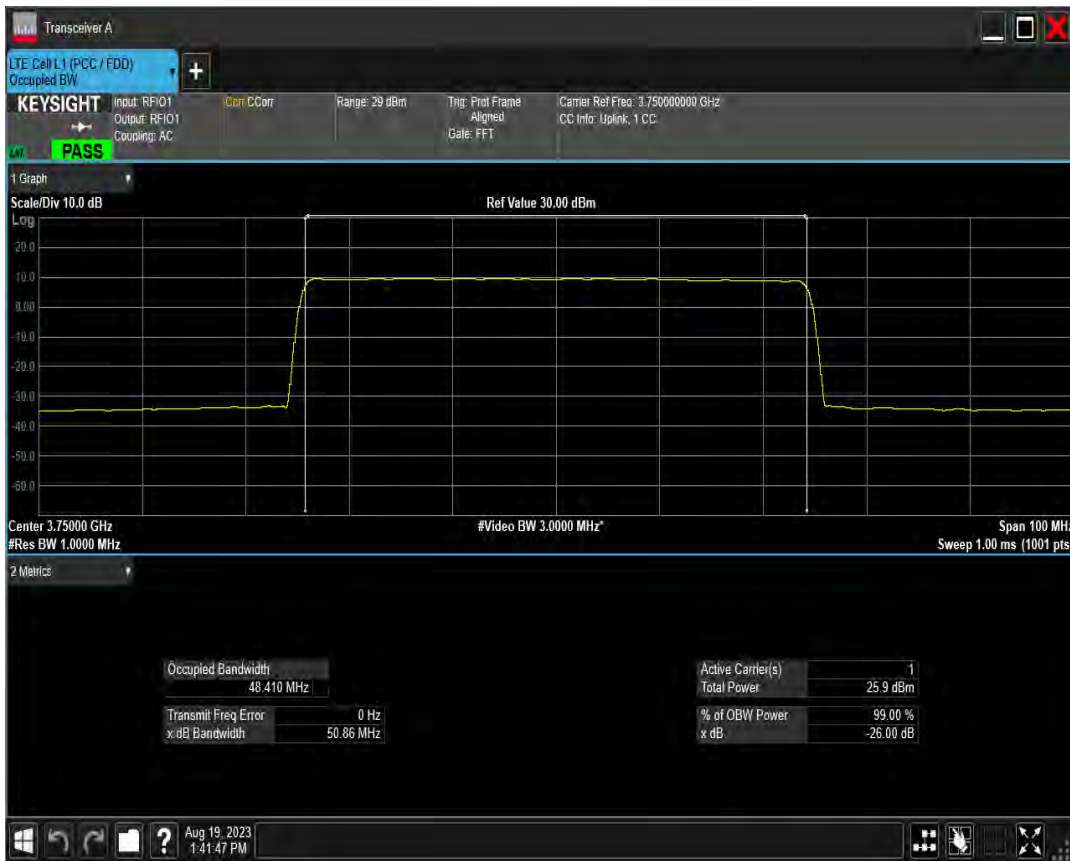 Transceiver A
LTE Cell L1 (PCC / FDD)
Occupied BW
+
KEYSIGHT
Input: RFIO1
Output: RFIO1
Coupling: AC
Corr CCorr
Range: 29 dBm
Trig: Prot Frame
Aligned
Gate: FFT
Carrier Ref Freq: 3.750000000 GHz
CC Info: Uplink, 1 CC
PASS
1 Graph
Scale/Div 10.0 dB
Ref Value 30.00 dBm
Log
20.0
10.0
0.00
-10.0
-20.0
-30.0
-40.0
-50.0
-60.0
Center 3.75000 GHz
#Video BW 3.0000 MHz*
Span 100 MHz
#Res BW 1.0000 MHz
Sweep 1.00 ms (1001 pts
2 Metrics
Occupied Bandwidth
48.410 MHz
Transmit Freq Error 0 Hz
x dB Bandwidth 50.86 MHz
Active Carrier(s) 1
Total Power 25.9 dBm
% of OBW Power 99.00 %
x dB -26.00 dB
?
Aug 19, 2023
1:41:47 PM